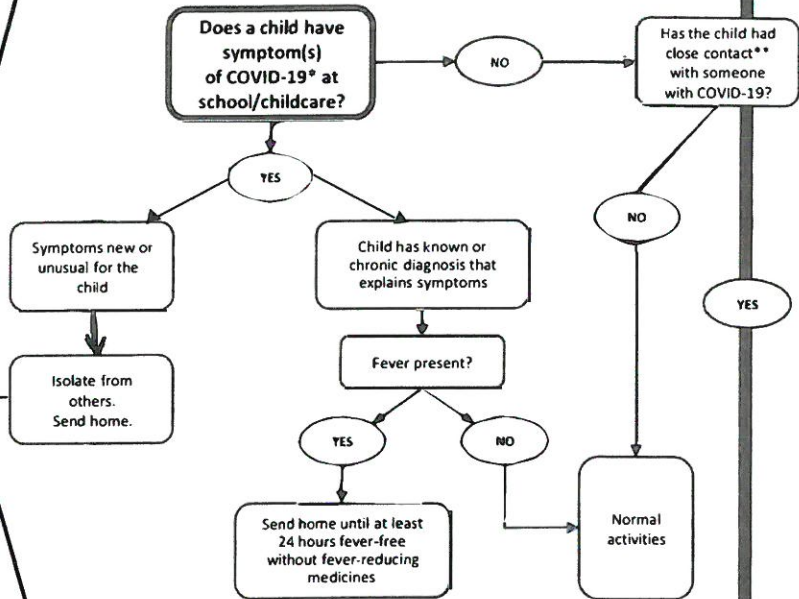 Does a child have
symptom(s)
of COVID-19* at
school/childcare?
NO
Has the child had
close contact**
with someone
with COVID-19?
YES
NO
Symptoms new or
unusual for the
child
Child has known or
chronic diagnosis that
explains symptoms
YES
Isolate from
others.
Send home.
Fever present?
YES
NO
Send home until at least
24 hours fever-free
without fever-reducing
medicines
Normal
activities